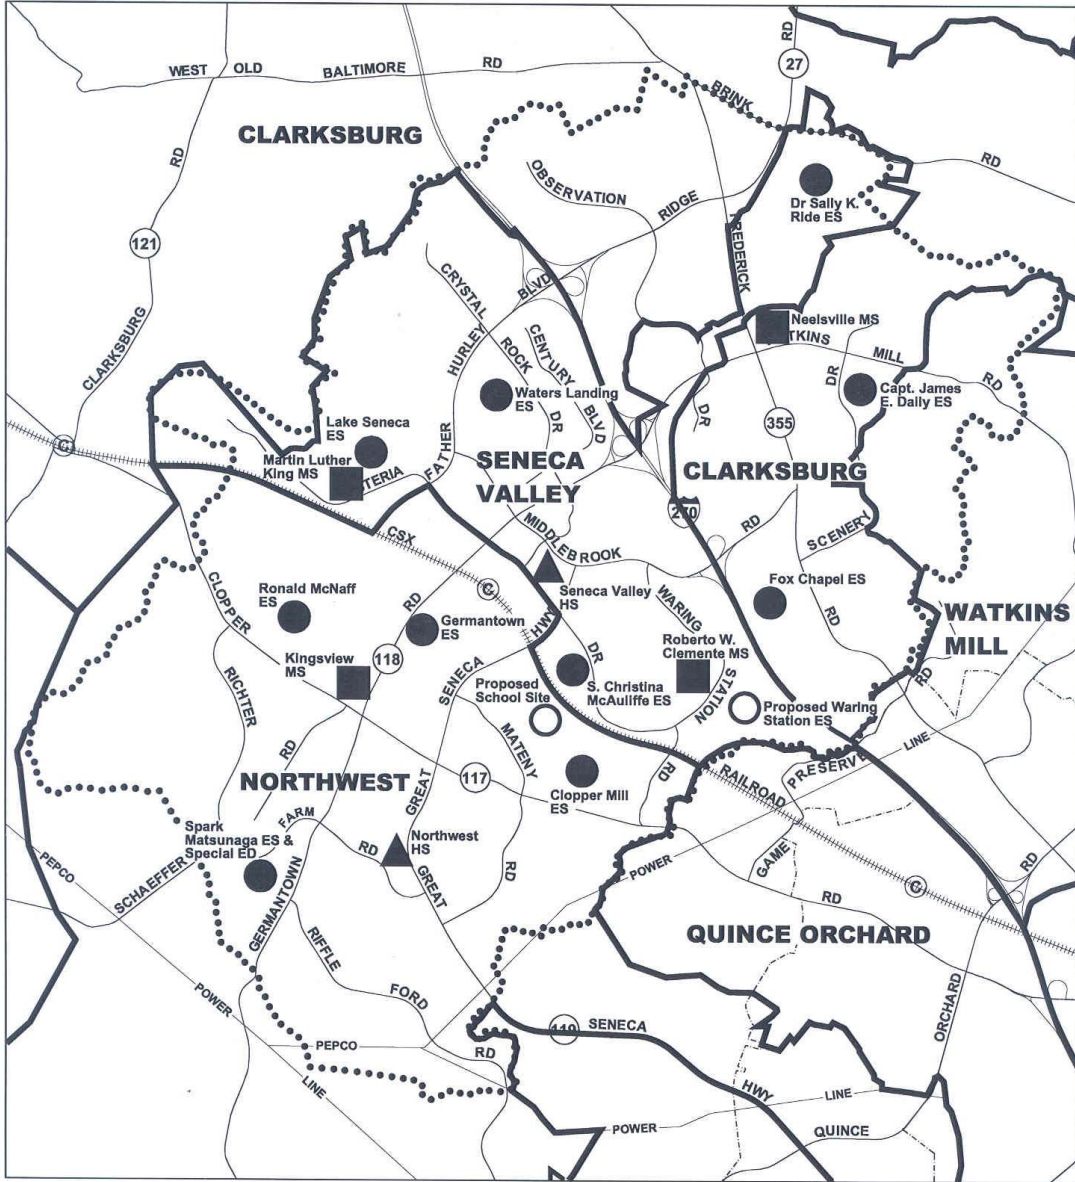 RD
27
WEST OLD BALTIMORE RD
BRINK
RD
CLARKSBURG
OBSERVATION
RIDGE
FREDERICK
Dr Sally K.
Ride ES
RD
121
CLARKSBURG
CRYSTAL
ROCK
DR
HURLEY
BLVD
CENTURY
BLVD
Neelsville MS
MILL
RD
DR
DR
Waters Landing
ES
Capt. James
E. Daily ES
355
Lake Seneca
ES
Martin Luther
King MS
FATHER
SENECA
VALLEY
CLARKSBURG
270
RD
SCENERY
CSX
C
MIDDLEBROOK
Ronald McNaff
ES
CLOPPER
RD
Germantown
ES
Seneca Valley
HS
HWY
WARING
Fox Chapel ES
RD
WATKINS
MILL
RD
Kingsview
MS
118
SENECA
DR
Roberto W.
Clemente MS
STATION
RICHTER
Proposed
School Site
S. Christina
McAuliffe ES
Proposed Waring
Station ES
RD
MATENY
RD
NORTHWEST
GREAT
117
Clopper Mill
ES
RD
RAILROAD
PRESERVE
LINE
Spark
Matsunaga ES &
Special ED
FARM
RD
Northwest
HS
GREAT
POWER
GAME
RD
C
RD
PEPCO
SCHAEFFER
GERMANTOWN
RIFFLE
FORD
RD
QUINCE ORCHARD
ORCHARD
POWER
LINE
PEPCO
119
SENECA
HWY
POWER
LINE
QUINCE